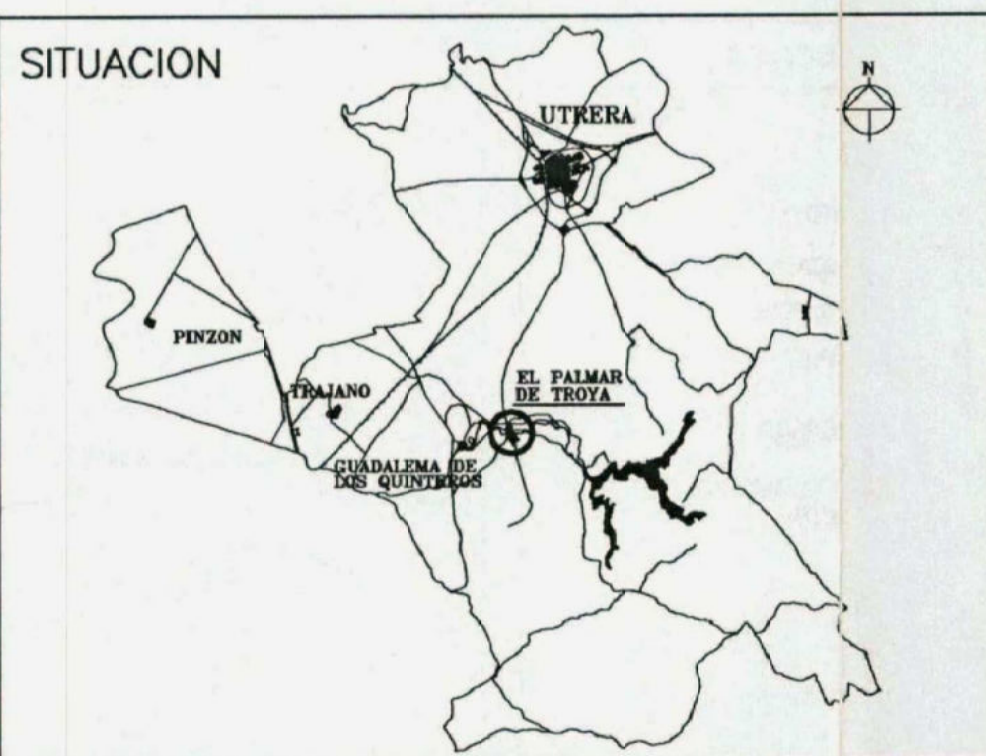 SITUACION
N
UTRERA
PINZON
TRAJANO
EL PALMAR
DE TROYA
GUADALEMA DE
LOS QUINTEROS